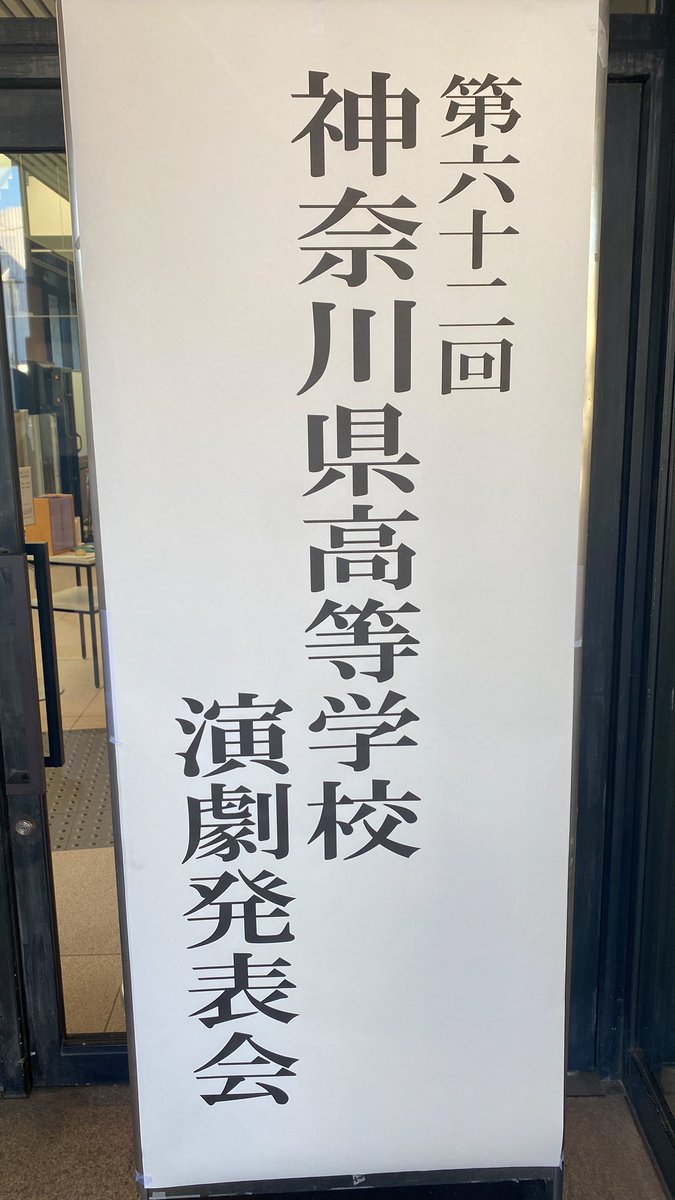 第六十二回
神奈川県高等学校
演劇発表会